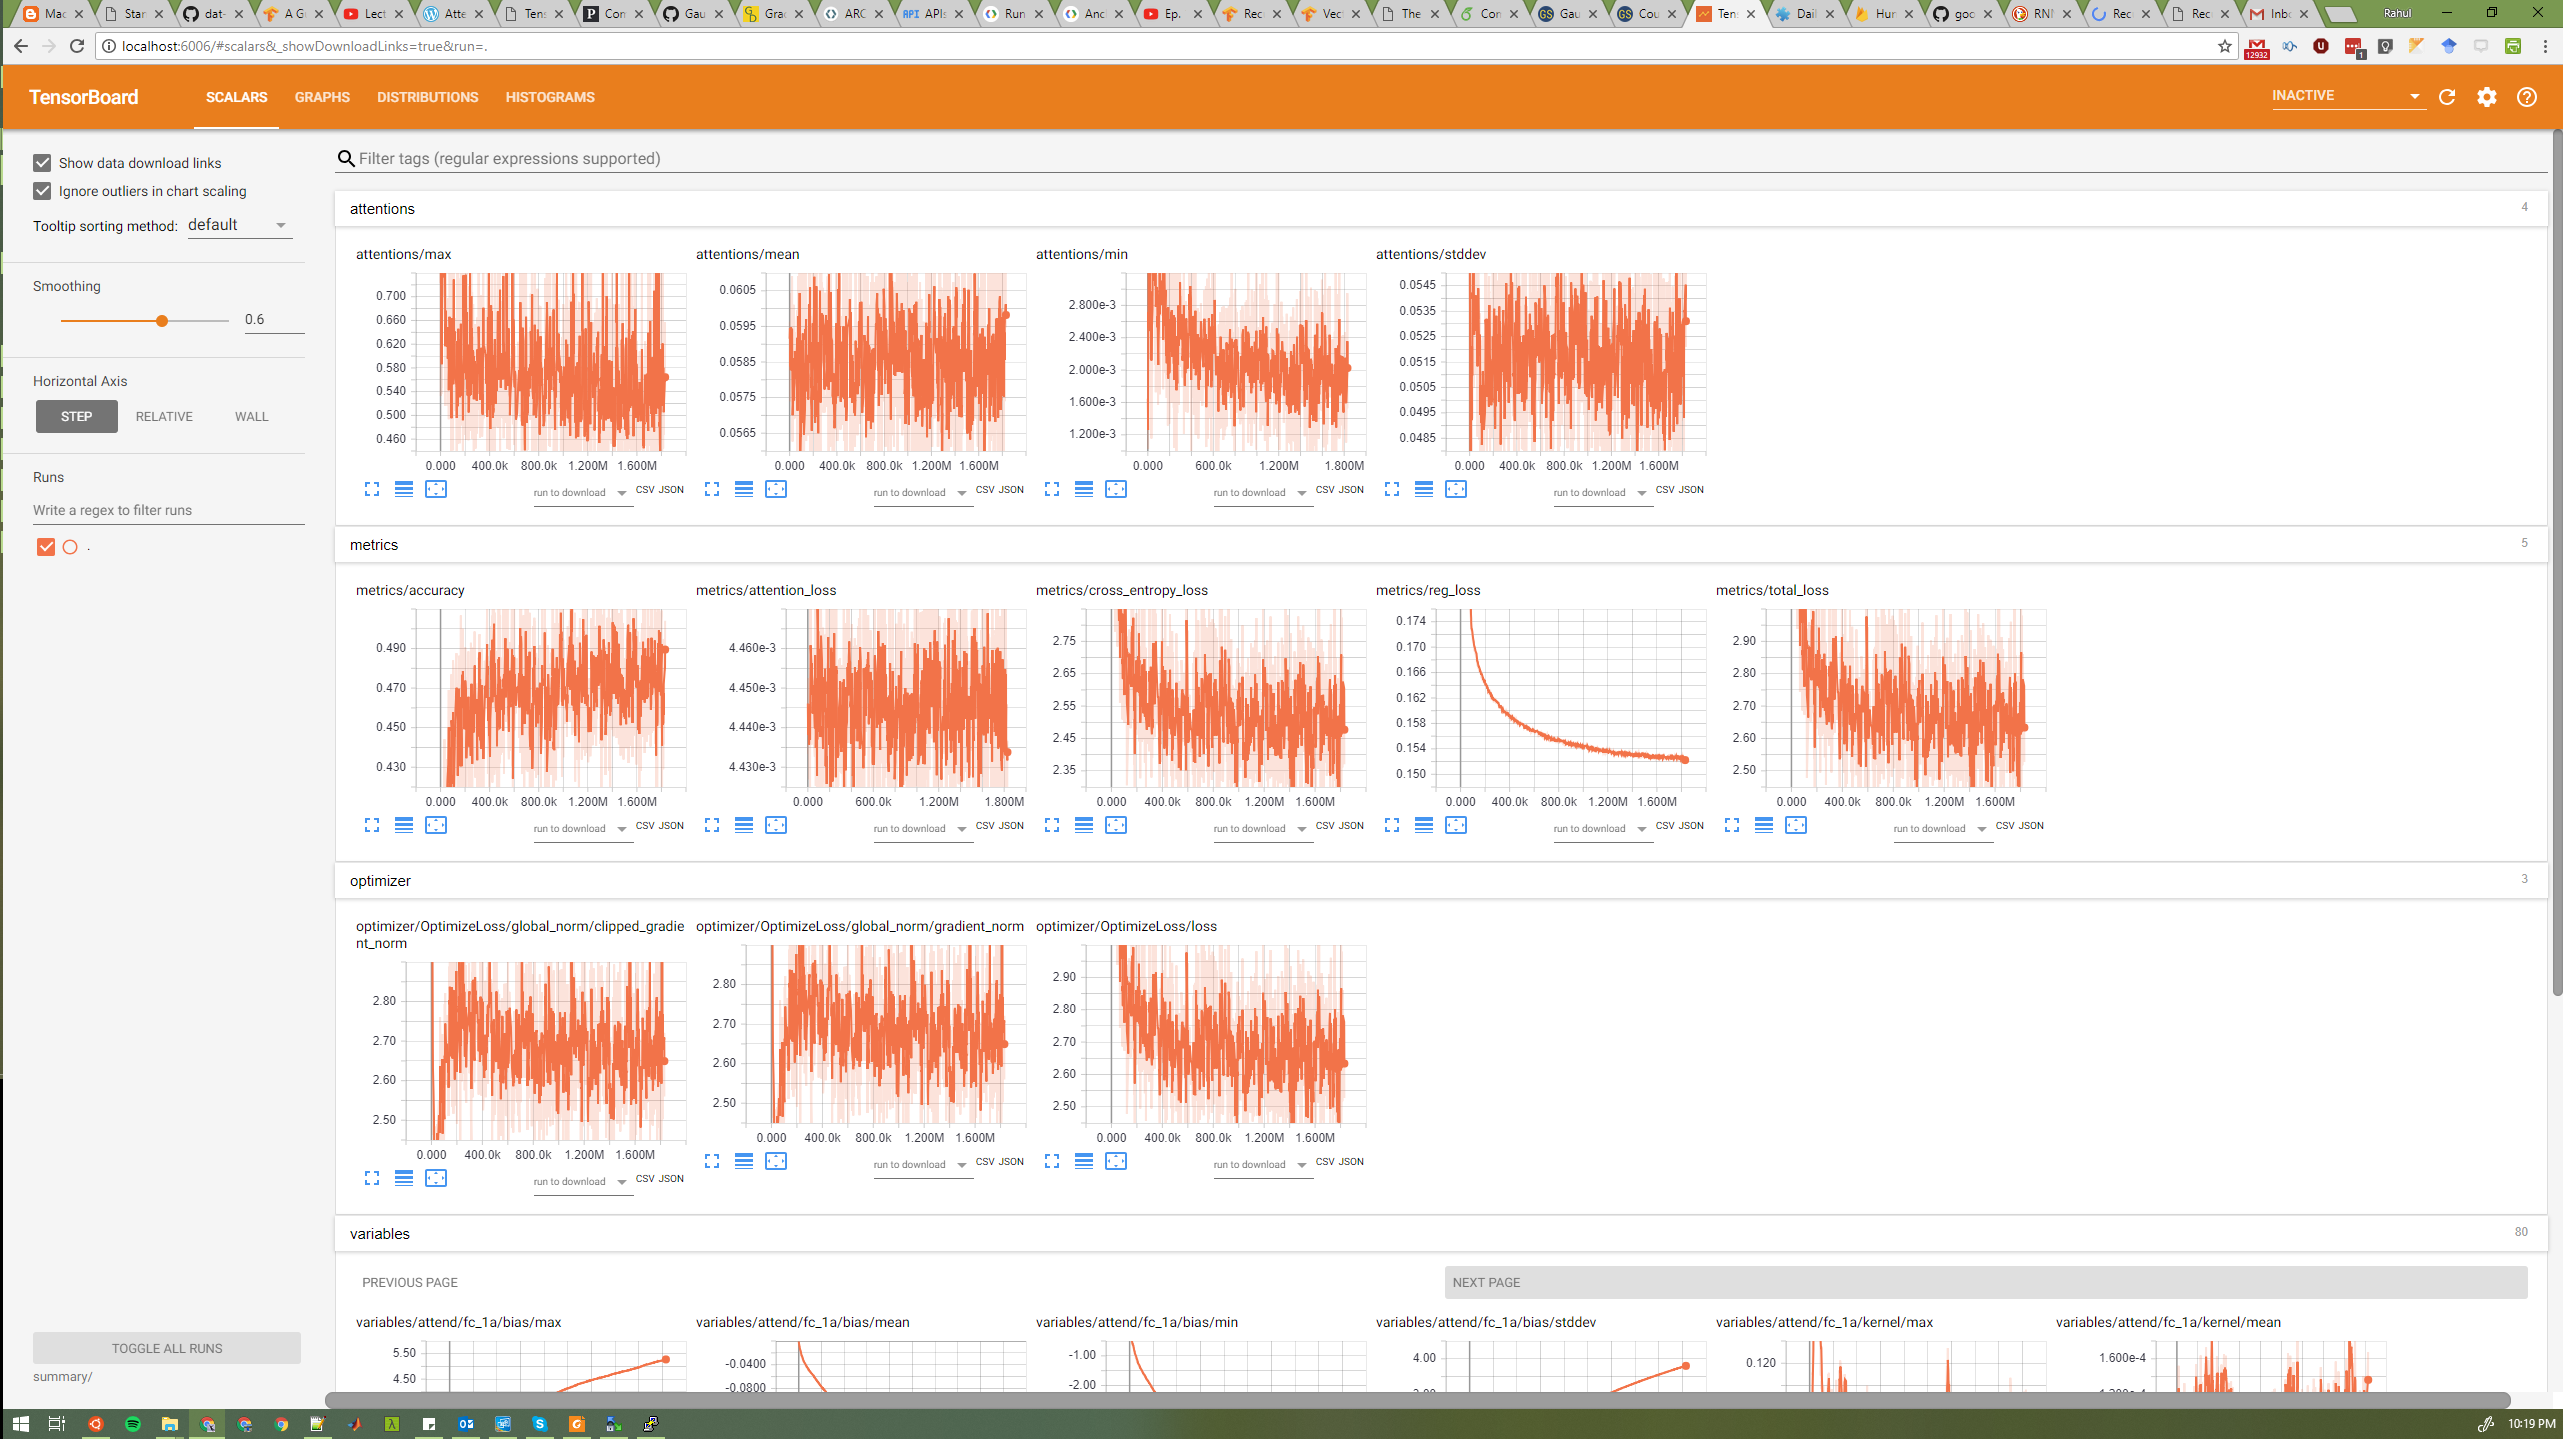 Mac Star dat- A Gu Lect Atte Tens Con Gau Gra ARC APIs Run Anc Ep. Rec Vec The Con Gau Cou Tens Dail Hur goo RNN Rec Rec Inbo Rahul
localhost:6006/#scalars&_showDownloadLinks=true&run=.
12932 1
TensorBoard SCALARS GRAPHS DISTRIBUTIONS HISTOGRAMS INACTIVE
Show data download links
Ignore outliers in chart scaling
Tooltip sorting method: default
Smoothing
0.6
Horizontal Axis
STEP RELATIVE WALL
Runs
Write a regex to filter runs
.
TOGGLE ALL RUNS
summary/
Filter tags (regular expressions supported)
attentions 4
attentions/max
0.700
0.660
0.620
0.580
0.540
0.500
0.460
0.000 400.0k 800.0k 1.200M 1.600M
run to download CSV JSON
attentions/mean
0.0605
0.0595
0.0585
0.0575
0.0565
0.000 400.0k 800.0k 1.200M 1.600M
run to download CSV JSON
attentions/min
2.800e-3
2.400e-3
2.000e-3
1.600e-3
1.200e-3
0.000 600.0k 1.200M 1.800M
run to download CSV JSON
attentions/stddev
0.0545
0.0535
0.0525
0.0515
0.0505
0.0495
0.0485
0.000 400.0k 800.0k 1.200M 1.600M
run to download CSV JSON
metrics 5
metrics/accuracy
0.490
0.470
0.450
0.430
0.000 400.0k 800.0k 1.200M 1.600M
run to download CSV JSON
metrics/attention_loss
4.460e-3
4.450e-3
4.440e-3
4.430e-3
0.000 600.0k 1.200M 1.800M
run to download CSV JSON
metrics/cross_entropy_loss
2.75
2.65
2.55
2.45
2.35
0.000 400.0k 800.0k 1.200M 1.600M
run to download CSV JSON
metrics/reg_loss
0.174
0.170
0.166
0.162
0.158
0.154
0.150
0.000 400.0k 800.0k 1.200M 1.600M
run to download CSV JSON
metrics/total_loss
2.90
2.80
2.70
2.60
2.50
0.000 400.0k 800.0k 1.200M 1.600M
run to download CSV JSON
optimizer 3
optimizer/OptimizeLoss/global_norm/clipped_gradie
nt_norm
2.80
2.70
2.60
2.50
0.000 400.0k 800.0k 1.200M 1.600M
run to download CSV JSON
optimizer/OptimizeLoss/global_norm/gradient_norm
2.80
2.70
2.60
2.50
0.000 400.0k 800.0k 1.200M 1.600M
run to download CSV JSON
optimizer/OptimizeLoss/loss
2.90
2.80
2.70
2.60
2.50
0.000 400.0k 800.0k 1.200M 1.600M
run to download CSV JSON
variables 80
PREVIOUS PAGE NEXT PAGE
variables/attend/fc_1a/bias/max
5.50
4.50
variables/attend/fc_1a/bias/mean
-0.0400
-0.0800
variables/attend/fc_1a/bias/min
-1.00
-2.00
variables/attend/fc_1a/bias/stddev
4.00
variables/attend/fc_1a/kernel/max
0.120
variables/attend/fc_1a/kernel/mean
1.600e-4
10:19 PM